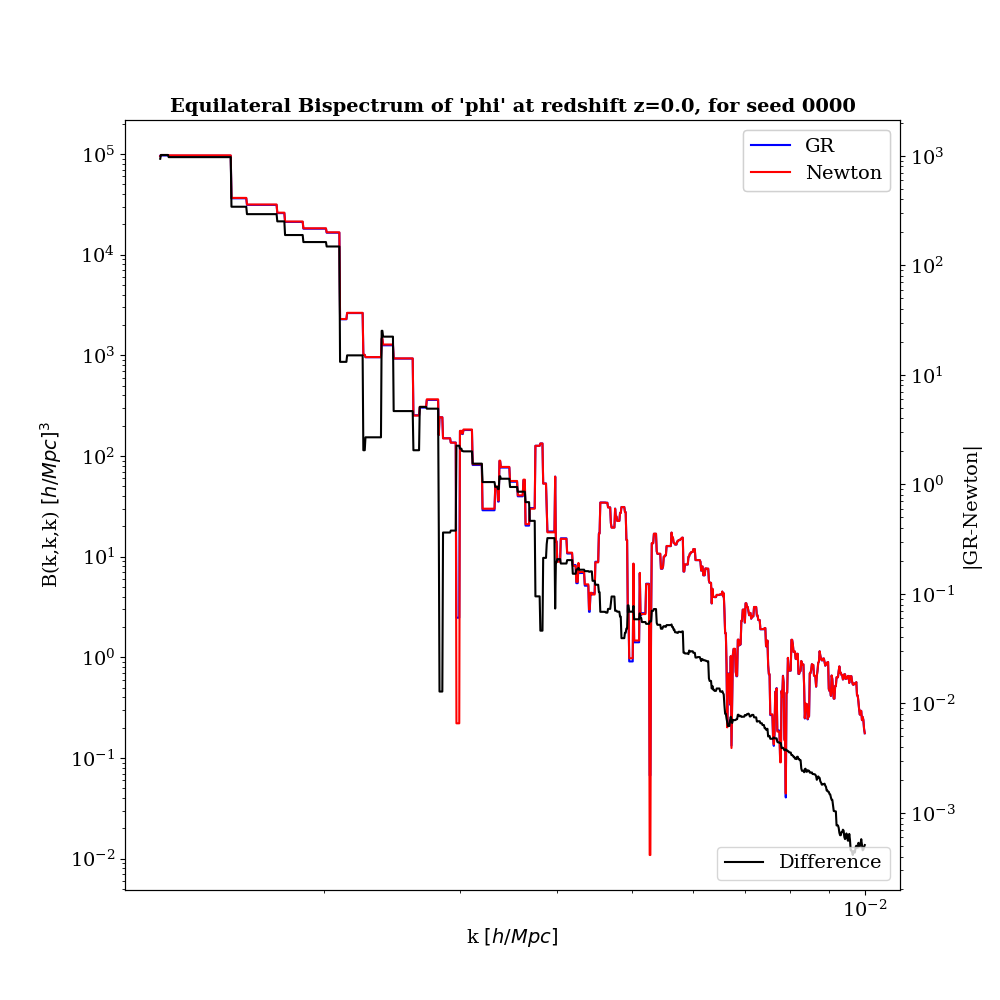 Equilateral Bispectrum of 'phi' at redshift z=0.0, for seed 0000
GR
Newton
10^5
10^4
10^3
10^2
10^1
10^0
10^-1
10^-2
B(k,k,k) [h/Mpc]^3
10^3
10^2
10^1
10^0
10^-1
10^-2
10^-3
|GR-Newton|
Difference
10^-2
k [h/Mpc]